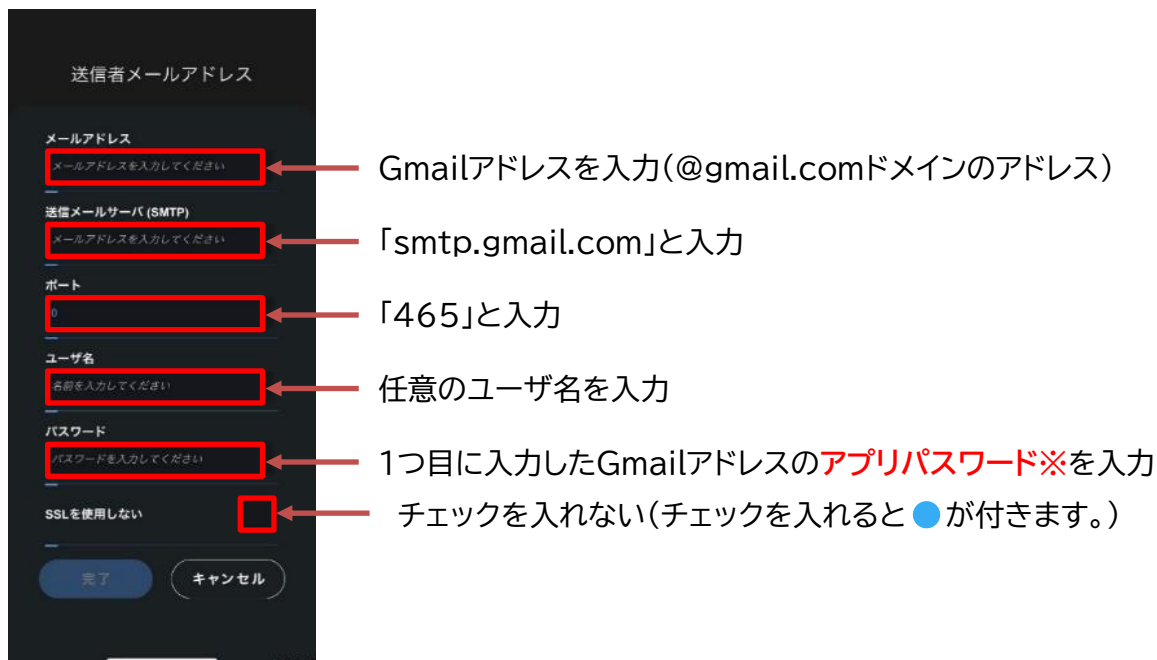 送信者メールアドレス
メールアドレス
メールアドレスを入力してください
Gmailアドレスを入力(@gmail.comドメインのアドレス)
送信メールサーバ (SMTP)
メールアドレスを入力してください
「smtp.gmail.com」と入力
ポート
0
「465」と入力
ユーザ名
名前を入力してください
任意のユーザ名を入力
パスワード
パスワードを入力してください
1つ目に入力したGmailアドレスのアプリパスワード※を入力
SSLを使用しない
チェックを入れない(チェックを入れると が付きます。)
完了
キャンセル